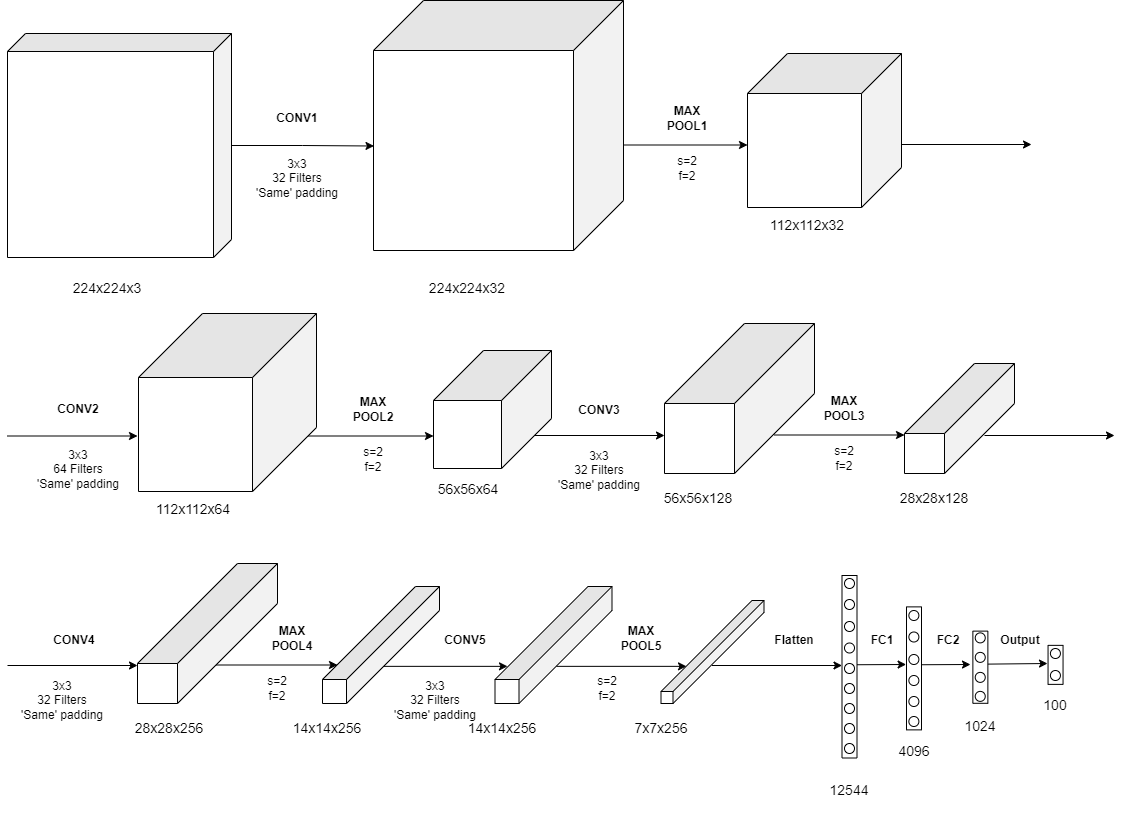 CONV1
3x3
32 Filters
'Same' padding
MAX
POOL1
s=2
f=2
224x224x3
224x224x32
112x112x32
CONV2
3x3
64 Filters
'Same' padding
MAX
POOL2
s=2
f=2
CONV3
3x3
32 Filters
'Same' padding
MAX
POOL3
s=2
f=2
112x112x64
56x56x64
56x56x128
28x28x128
CONV4
3x3
32 Filters
'Same' padding
MAX
POOL4
s=2
f=2
CONV5
3x3
32 Filters
'Same' padding
MAX
POOL5
s=2
f=2
Flatten
FC1
FC2
Output
28x28x256
14x14x256
14x14x256
7x7x256
12544
4096
1024
100